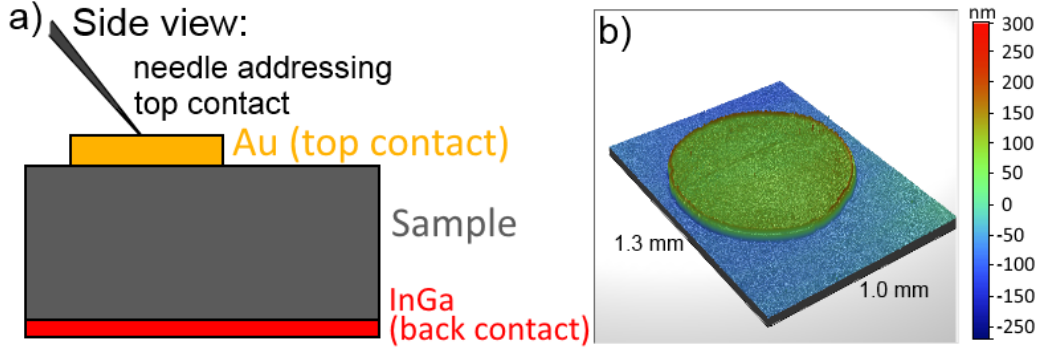 a) Side view:
needle addressing
top contact
Au (top contact)
Sample
InGa
(back contact)
b)
1.3 mm
1.0 mm
nm
300
250
200
150
100
50
0
-50
-100
-150
-200
-250